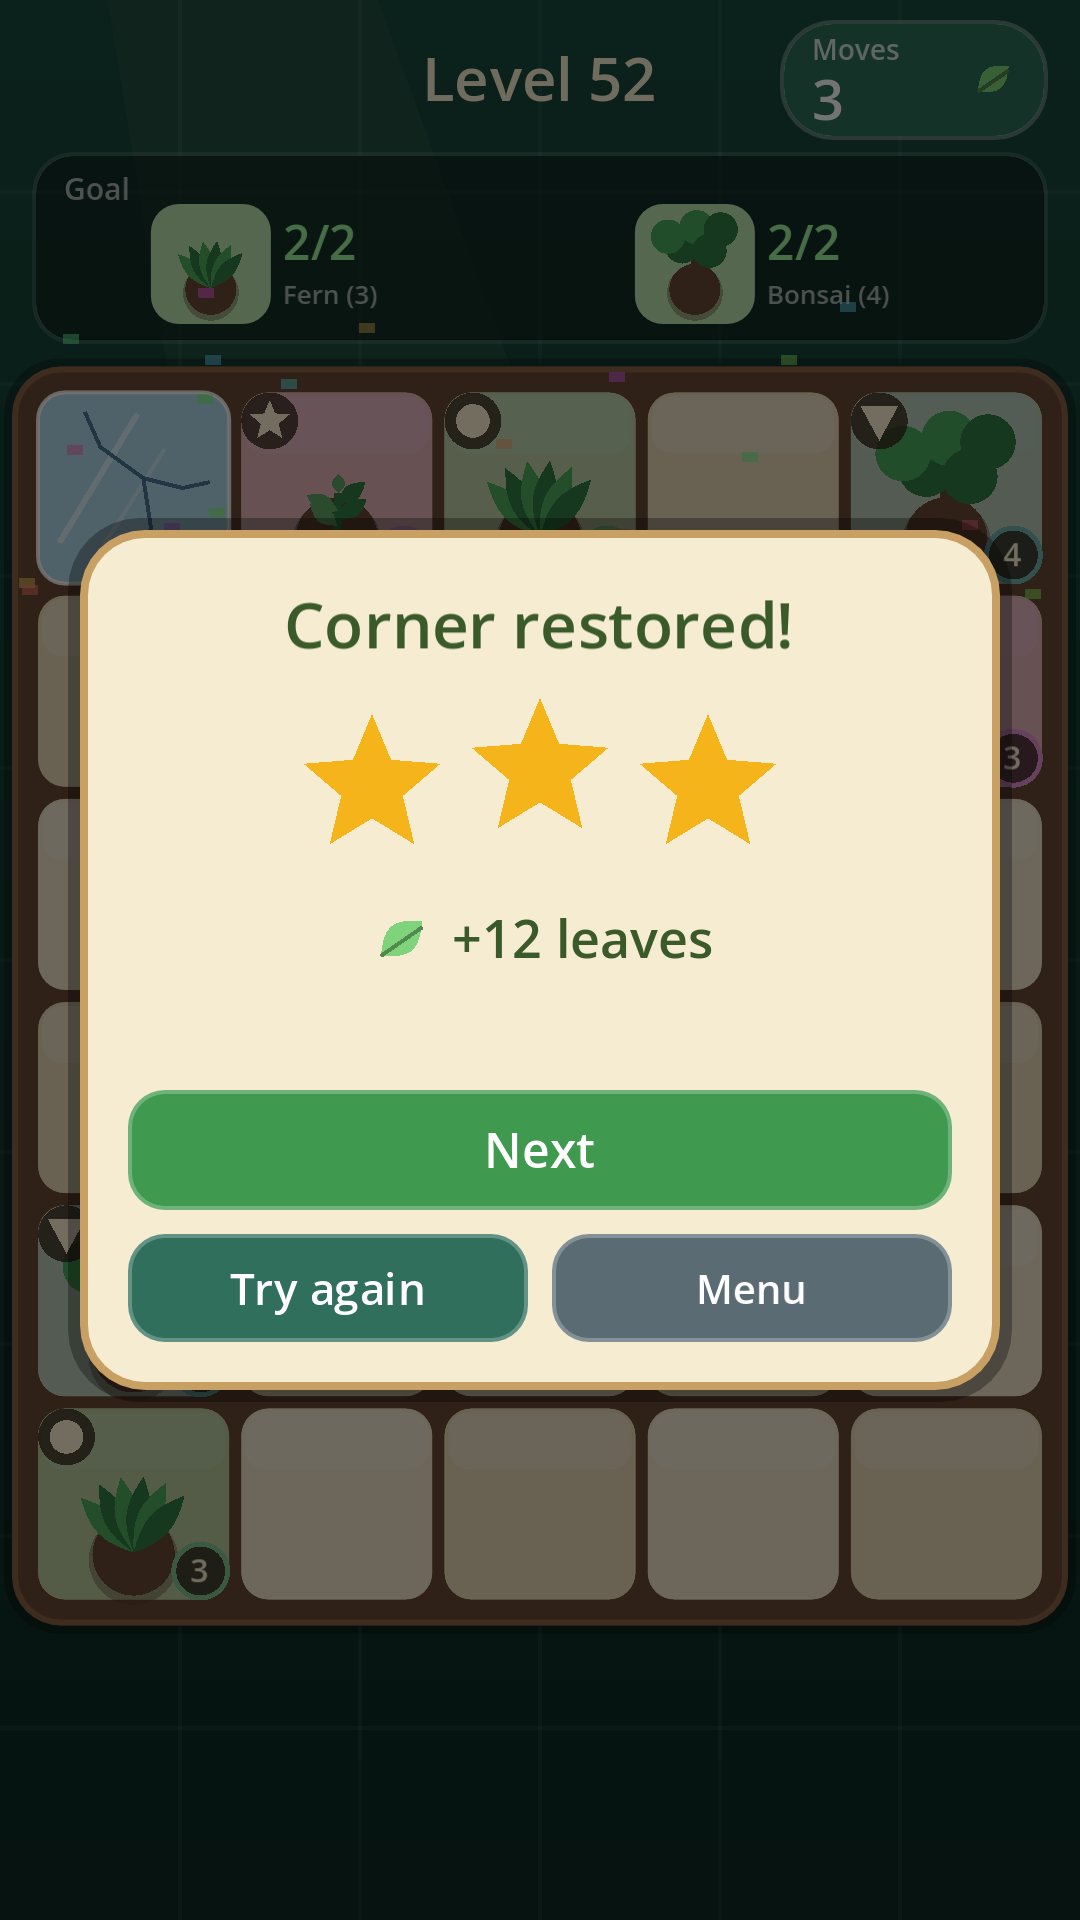 Level 52
Moves
3
Goal
2/2
Fern (3)
2/2
Bonsai (4)
4
Corner restored!
3
+12 leaves
Next
Try again
Menu
3